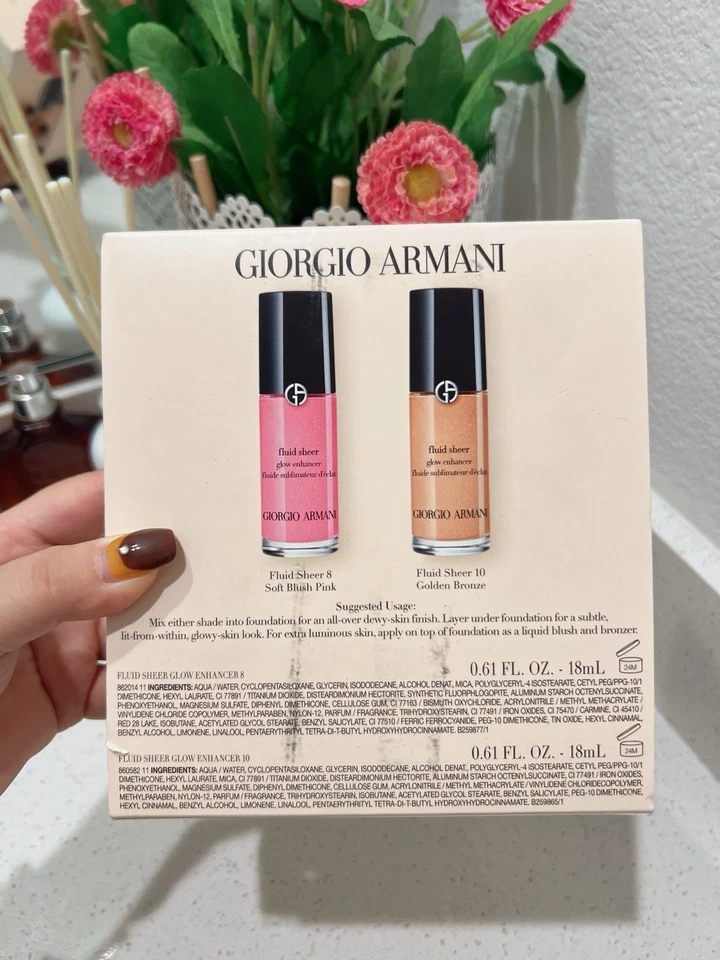 GIORGIO ARMANI
fluid sheer
glow enhancer
fluide sublimateur d'éclat
GIORGIO ARMANI
fluid sheer
glow enhancer
fluide sublimateur d'éclat
GIORGIO ARMANI
Fluid Sheer 8
Soft Blush Pink
Fluid Sheer 10
Golden Bronze
Suggested Usage:
Mix either shade into foundation for an all-over dewy-skin finish. Layer under foundation for a subtle,
lit-from-within, glowy-skin look. For extra luminous skin, apply on top of foundation as a liquid blush and bronzer.
FLUID SHEER GLOW ENHANCER 8
0.61 FL. OZ. - 18mL
24M
862014 11 INGREDIENTS: AQUA / WATER, CYCLOPENTASILOXANE, GLYCERIN, ISODODECANE, ALCOHOL DENAT, MICA, POLYGLYCERYL-4 ISOSTEARATE, CETYL PEG/PPG-10/1
DIMETHICONE, HEXYL LAURATE, CI 77891 / TITANIUM DIOXIDE, DISTEARDIMONIUM HECTORITE, SYNTHETIC FLUORPHLOGOPITE, ALUMINUM STARCH OCTENYLSUCCINATE,
PHENOXYETHANOL, MAGNESIUM SULFATE, DIPHENYL DIMETHICONE, CELLULOSE GUM, CI 77163 / BISMUTH OXYCHLORIDE, ACRYLONITRILE / METHYL METHACRYLATE /
VINYLIDENE CHLORIDE COPOLYMER, METHYLPARABEN, NYLON-12, PARFUM / FRAGRANCE, TRIHYDROXYSTEARIN, CI 77491 / IRON OXIDES, CI 75470 / CARMINE, CI 45410 /
RED 28 LAKE, ISOBUTANE, ACETYLATED GLYCOL STEARATE, BENZYL SALICYLATE, CI 77510 / FERRIC FERROCYANIDE, PEG-10 DIMETHICONE, TIN OXIDE, HEXYL CINNAMAL,
BENZYL ALCOHOL, LIMONENE, LINALOOL, PENTAERYTHRITYL TETRA-DI-T-BUTYL HYDROXYHYDROCINNAMATE. B259877/1
FLUID SHEER GLOW ENHANCER 10
0.61 FL. OZ. - 18mL
24M
860582 11 INGREDIENTS: AQUA / WATER, CYCLOPENTASILOXANE, GLYCERIN, ISODODECANE, ALCOHOL DENAT, POLYGLYCERYL-4 ISOSTEARATE, CETYL PEG/PPG-10/1
DIMETHICONE, HEXYL LAURATE, MICA, CI 77891 / TITANIUM DIOXIDE, DISTEARDIMONIUM HECTORITE, ALUMINUM STARCH OCTENYLSUCCINATE, CI 77491 / IRON OXIDES,
PHENOXYETHANOL, MAGNESIUM SULFATE, DIPHENYL DIMETHICONE, CELLULOSE GUM, ACRYLONITRILE / METHYL METHACRYLATE / VINYLIDENE CHLORIDECOPOLYMER,
METHYLPARABEN, NYLON-12, PARFUM / FRAGRANCE, TRIHYDROXYSTEARIN, ISOBUTANE, ACETYLATED GLYCOL STEARATE, BENZYL SALICYLATE, PEG-10 DIMETHICONE,
HEXYL CINNAMAL, BENZYL ALCOHOL, LIMONENE, LINALOOL, PENTAERYTHRITYL TETRA-DI-T-BUTYL HYDROXYHYDROCINNAMATE. B259865/1